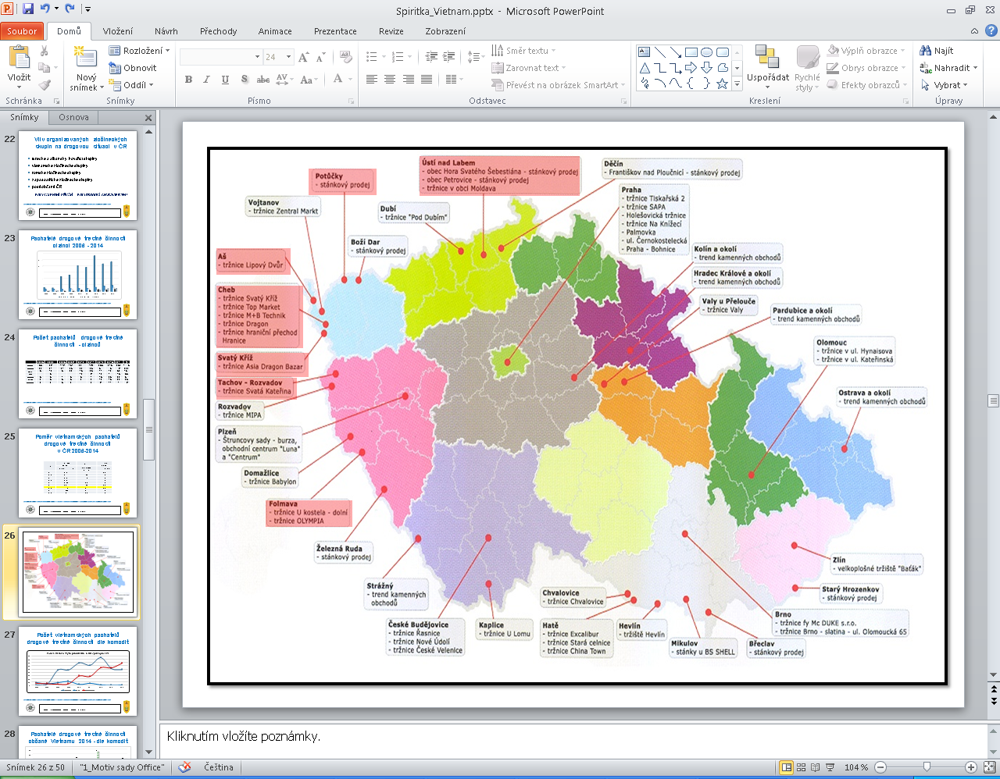 Spiritka_Vietnam.pptx - Microsoft PowerPoint
Soubor Domů Vložení Návrh Přechody Animace Prezentace Revize Zobrazení
Vložit
Schránka
Nový snímek
Rozložení
Obnovit
Oddíl
Snímky
24
Písmo
Směr textu
Zarovnat text
Převést na obrázek SmartArt
Odstavec
Uspořádat
Rychlé styly
Výplň obrazce
Obrys obrazce
Efekty obrazců
Kreslení
Najít
Nahradit
Vybrat
Úpravy
Snímky Osnova
22
Vliv organizovaných zločineckých
skupin na drogovou situaci v ČR
23
Pachatelé drogové trestné činnosti
cizinci 2006 - 2014
24
Počet pachatelů drogové trestné
činnosti - cizinců
25
Poměr vietnamských pachatelů
drogové trestné činnosti
v ČR 2006-2014
26
27
Počet vietnamských pachatelů
drogové trestné činnosti dle komodit
28
Pachatelé drogové trestné činnosti
občané Vietnamu 2014 - dle komodit
Potůčky
- stánkový prodej
Ústí nad Labem
- obec Hora Svatého Šebestiána - stánkový prodej
- obec Petrovice - stánkový prodej
- tržnice v obci Moldava
Děčín
- Františkov nad Ploučnicí - stánkový prodej
Vojtanov
- tržnice Zentral Markt
Dubí
- tržnice "Pod Dubím"
Praha
- tržnice Tiskařská 2
- tržnice SAPA
- Holešovická tržnice
- tržnice Na Knížecí
- Palmovka
- ul. Černokostelecká
- Praha - Bohnice
Boží Dar
- stánkový prodej
Aš
- tržnice Lipový Dvůr
Kolín a okolí
- trend kamenných obchodů
Hradec Králové a okolí
- trend kamenných obchodů
Cheb
- tržnice Svatý Kříž
- tržnice Top Market
- tržnice M+B Technik
- tržnice Dragon
- tržnice hraniční přechod
Hranice
Valy u Přelouče
- tržnice Valy
Pardubice a okolí
- trend kamenných obchodů
Olomouc
- tržnice v ul. Hynaisova
- tržnice v ul. Kateřinská
Svatý Kříž
- tržnice Asia Dragon Bazar
Tachov - Rozvadov
- tržnice Svatá Kateřina
Ostrava a okolí
- trend kamenných obchodů
Rozvadov
- tržnice MIPA
Plzeň
- Štruncovy sady - burza,
obchodní centrum "Luna"
a "Centrum"
Domažlice
- tržnice Babylon
Folmava
- tržnice U kostela - dolní
- tržnice OLYMPIA
Železná Ruda
- stánkový prodej
Zlín
- velkoplošné tržiště "Baťák"
Strážný
- trend kamenných
obchodů
Chvalovice
- tržnice Chvalovice
Starý Hrozenkov
- stánkový prodej
Brno
- tržnice fy Mc DUKE s.r.o.
- tržnice Brno - slatina - ul. Olomoucká 65
České Budějovice
- tržnice Řasnice
- tržnice Nové Údolí
- tržnice České Velenice
Kaplice
- tržnice U Lomu
Hatě
- tržnice Excalibur
- tržnice Stará celnice
- tržnice China Town
Hevlín
- tržiště Hevlín
Mikulov
- stánky u BS SHELL
Břeclav
- stánkový prodej
Kliknutím vložíte poznámky.
Snímek 26 z 50 "1_Motiv sady Office" Čeština 104 %